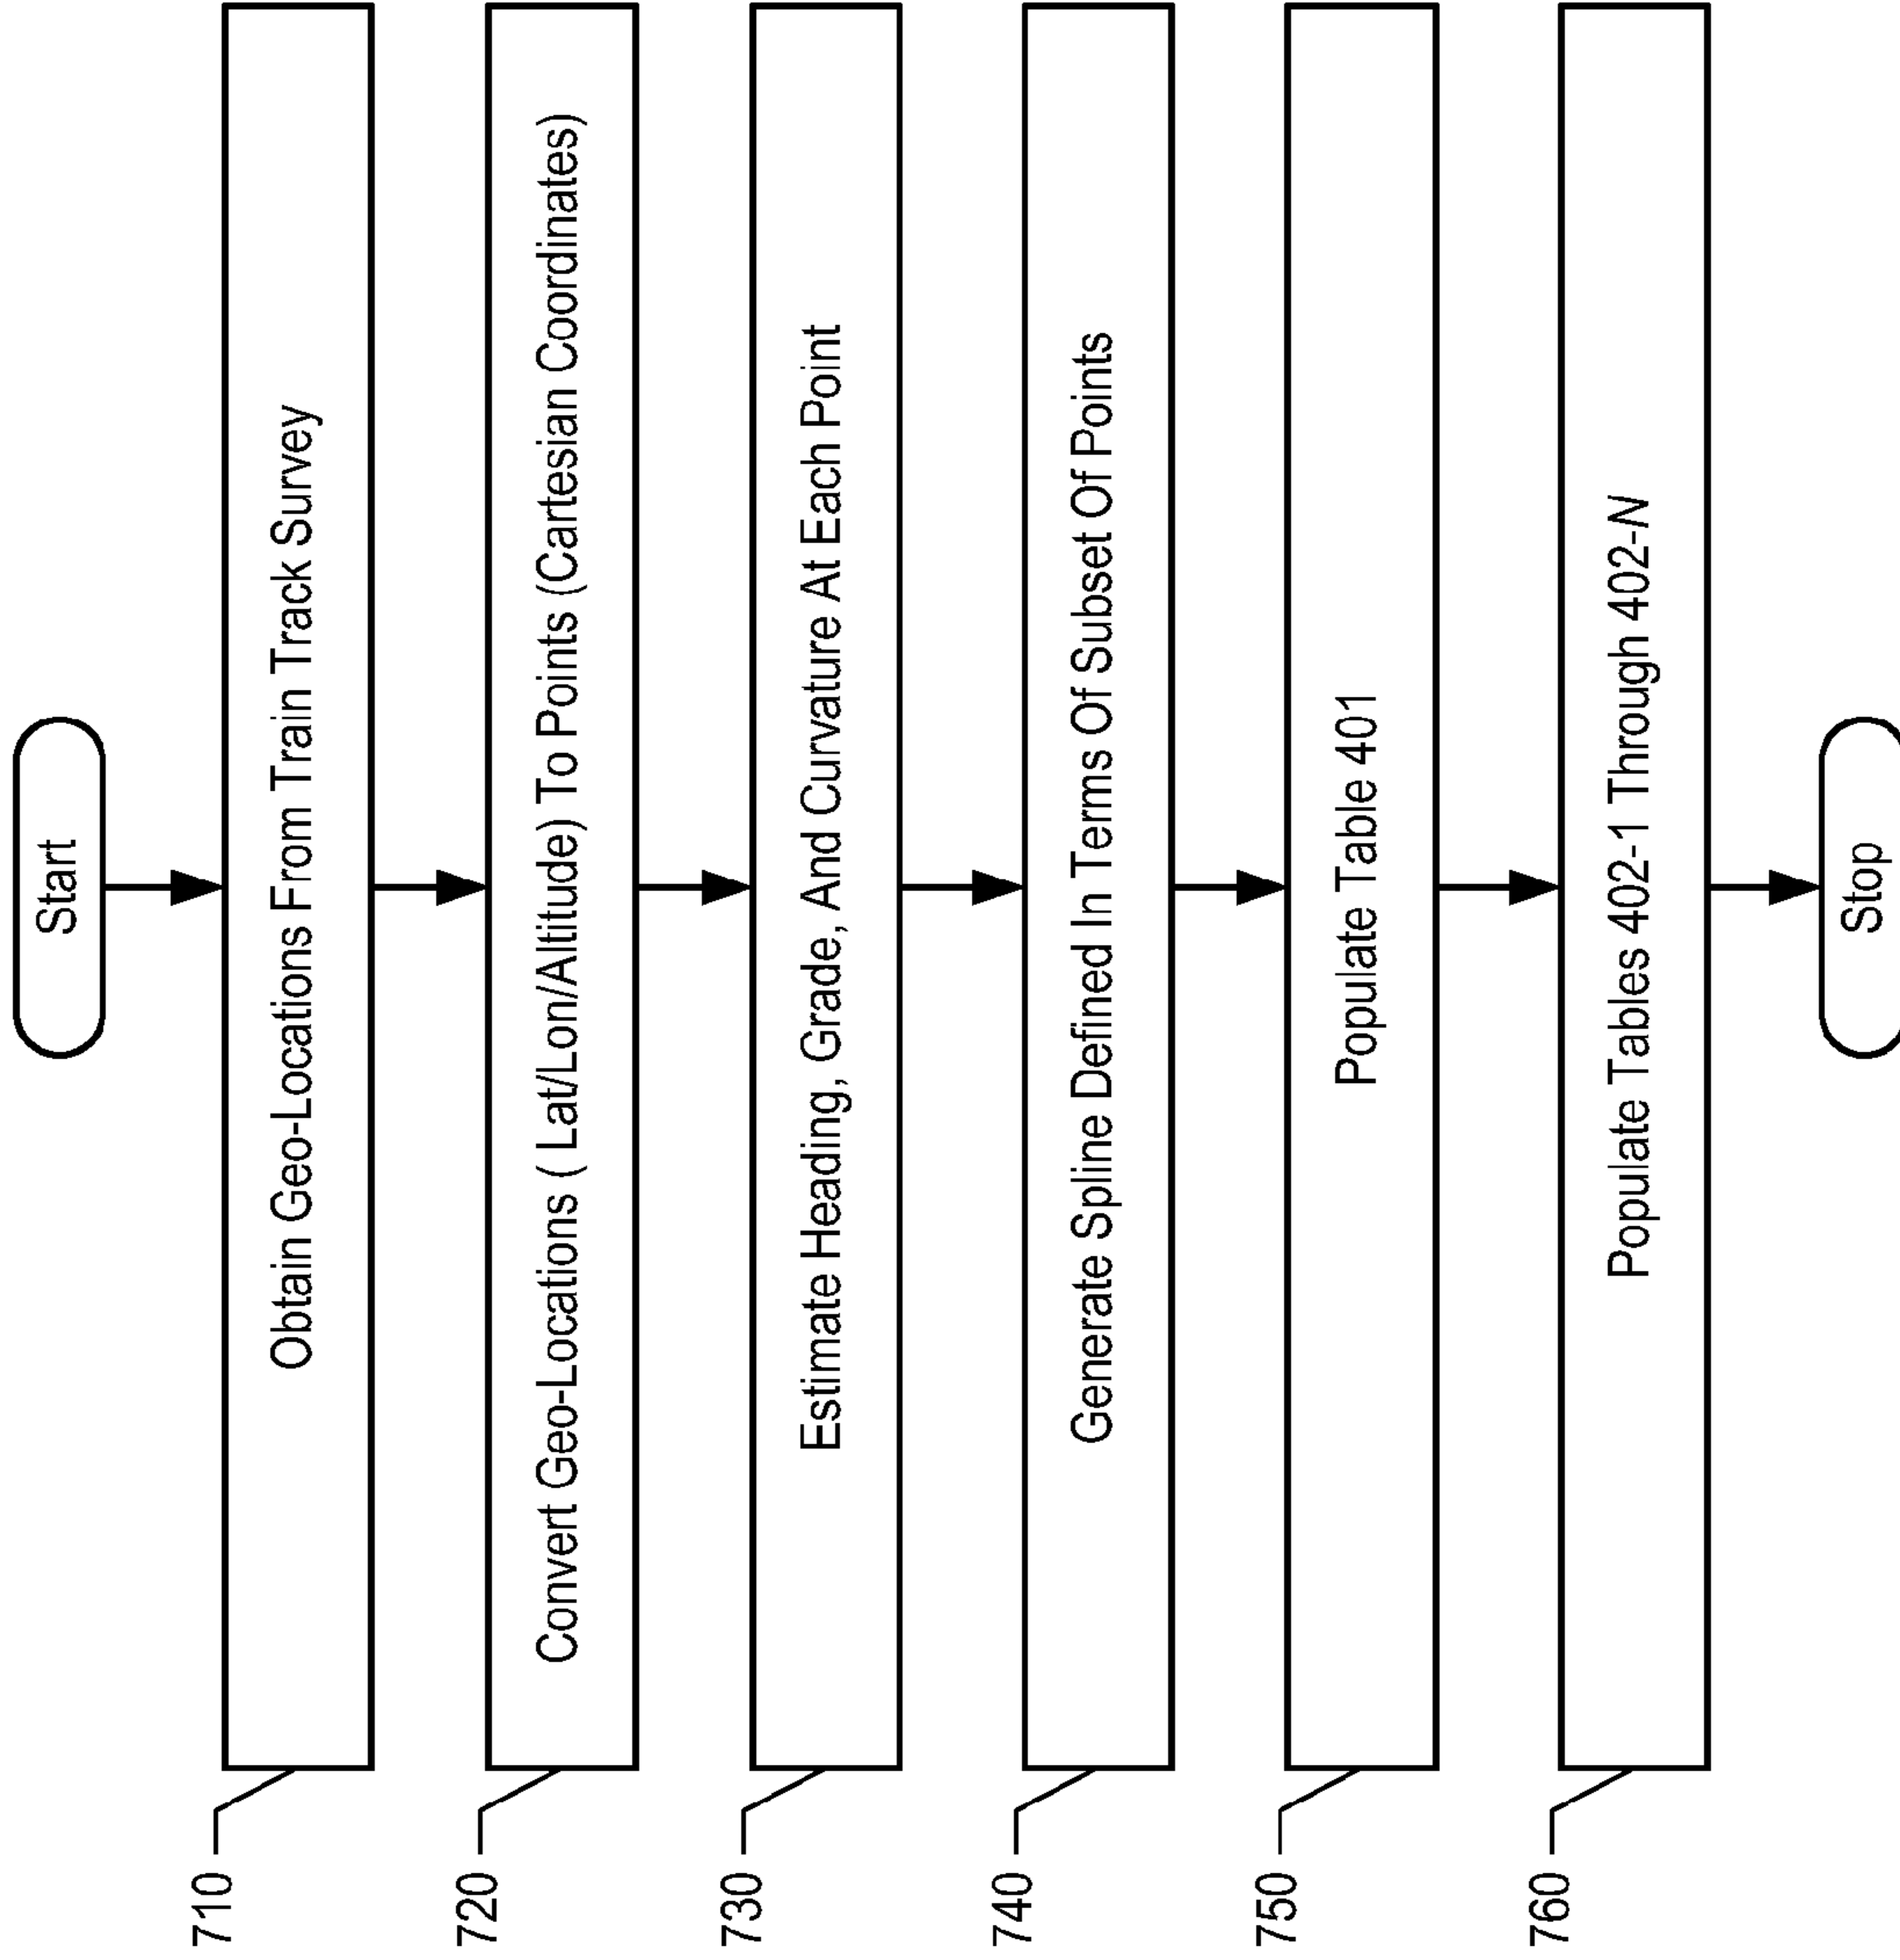 Start
710
Obtain Geo-Locations From Train Track Survey
720
Convert Geo-Locations ( Lat/Lon/Altitude) To Points (Cartesian Coordinates)
730
Estimate Heading, Grade, And Curvature At Each Point
740
Generate Spline Defined In Terms Of Subset Of Points
750
Populate Table 401
760
Populate Tables 402-1 Through 402-N
Stop